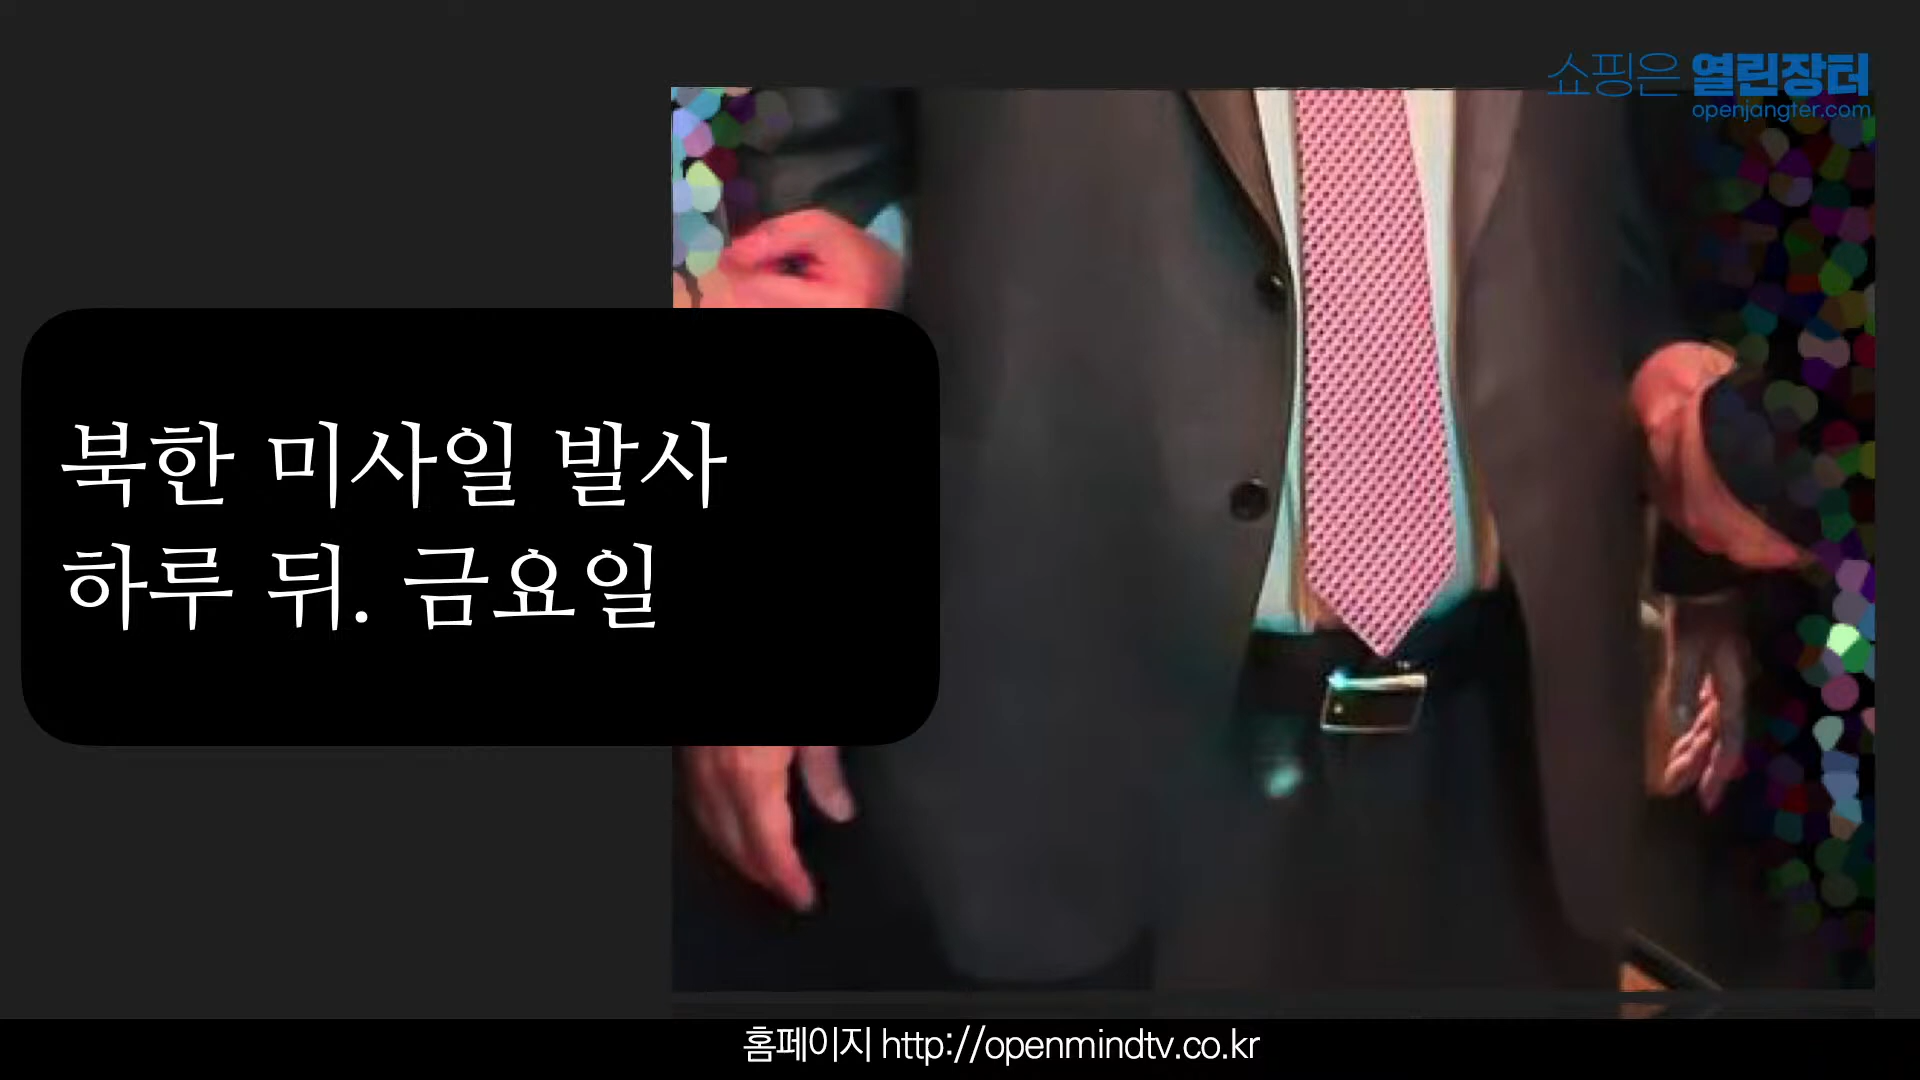 쇼핑은 열린장터
openjangter.com
북한 미사일 발사
하루 뒤. 금요일
홈페이지 http://openmindtv.co.kr